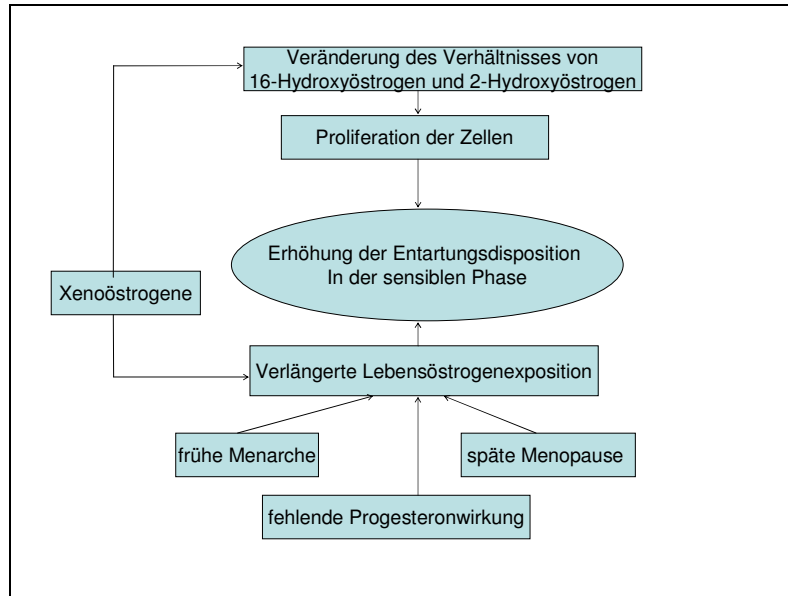 Veränderung des Verhältnisses von
16-Hydroxyöstrogen und 2-Hydroxyöstrogen
Proliferation der Zellen
Erhöhung der Entartungsdisposition
In der sensiblen Phase
Xenoöstrogene
Verlängerte Lebensöstrogenexposition
frühe Menarche
späte Menopause
fehlende Progesteronwirkung